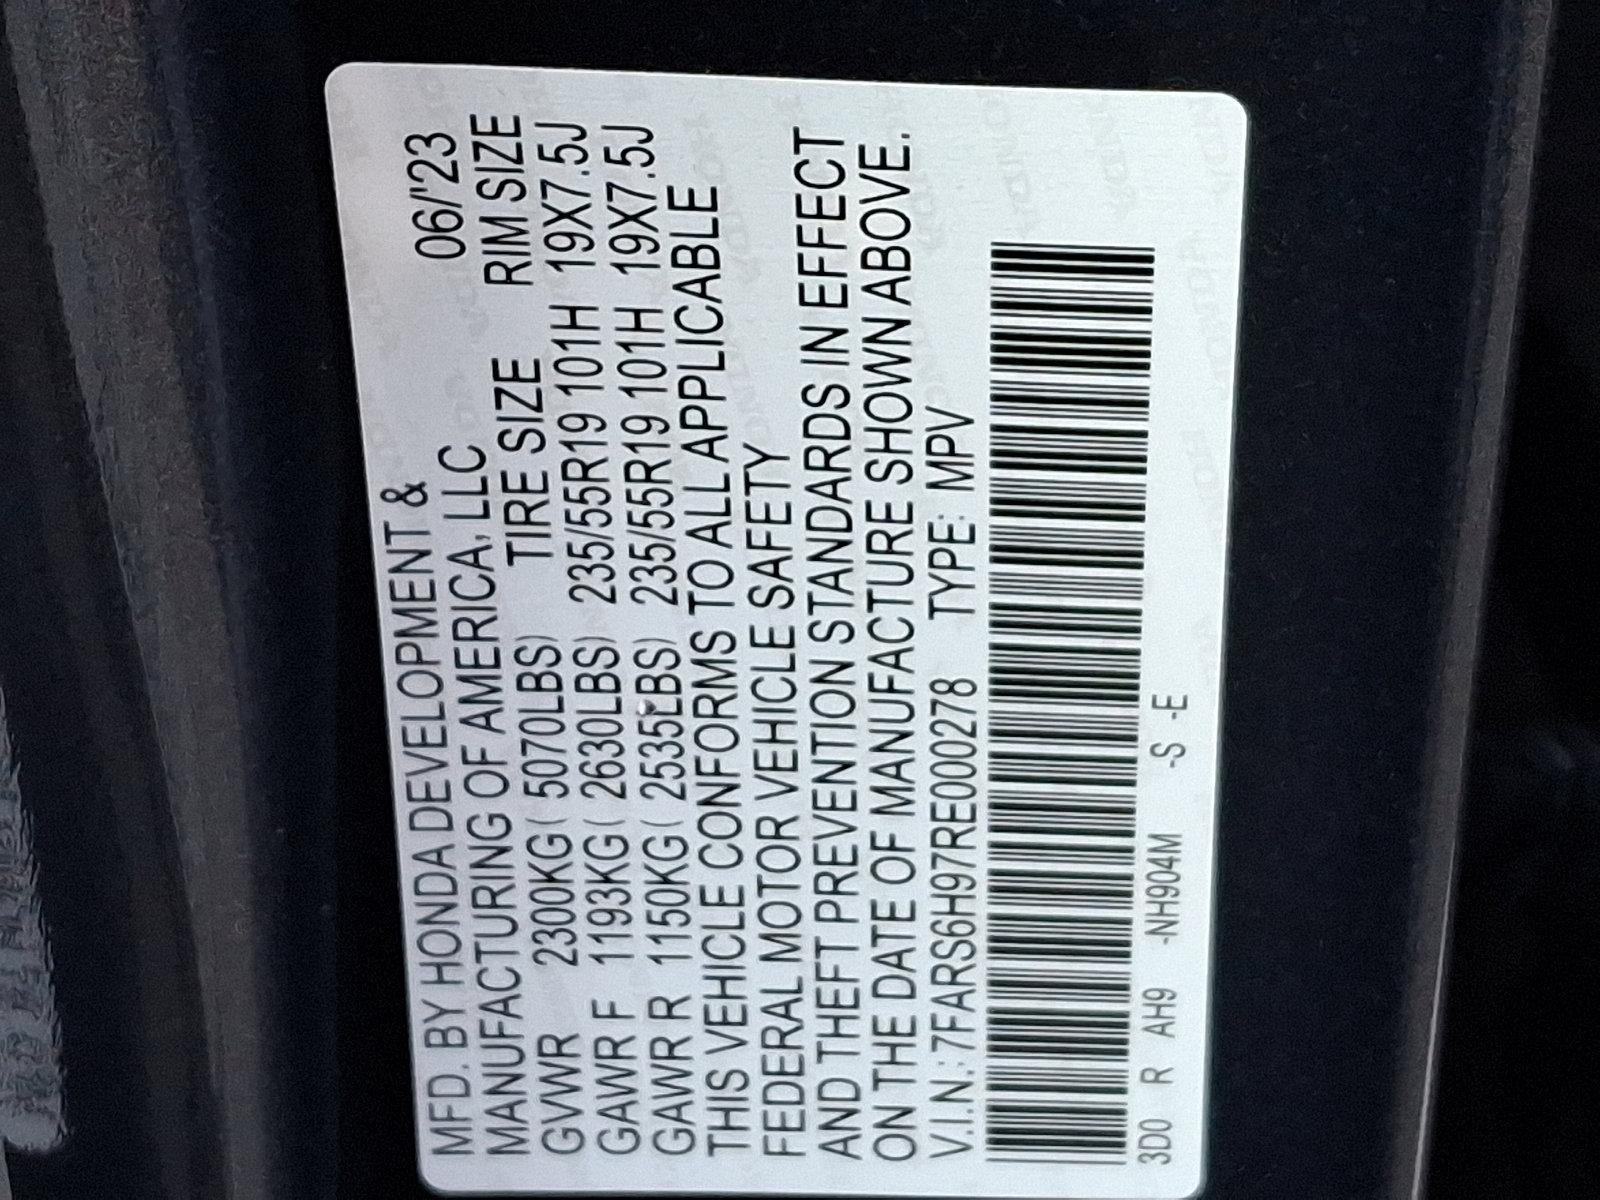 MFD. BY HONDA DEVELOPMENT & 06/'23
MANUFACTURING OF AMERICA, LLC
TIRE SIZE RIM SIZE
GVWR 2300KG( 5070LBS)
GAWR F 1193KG( 2630LBS) 235/55R19 101H 19X7.5J
GAWR R 1150KG( 2535LBS) 235/55R19 101H 19X7.5J
THIS VEHICLE CONFORMS TO ALL APPLICABLE
FEDERAL MOTOR VEHICLE SAFETY
AND THEFT PREVENTION STANDARDS IN EFFECT
ON THE DATE OF MANUFACTURE SHOWN ABOVE.
V.I.N.: 7FARS6H97RE000278 TYPE: MPV
3D0 R AH9 -NH904M -S -E